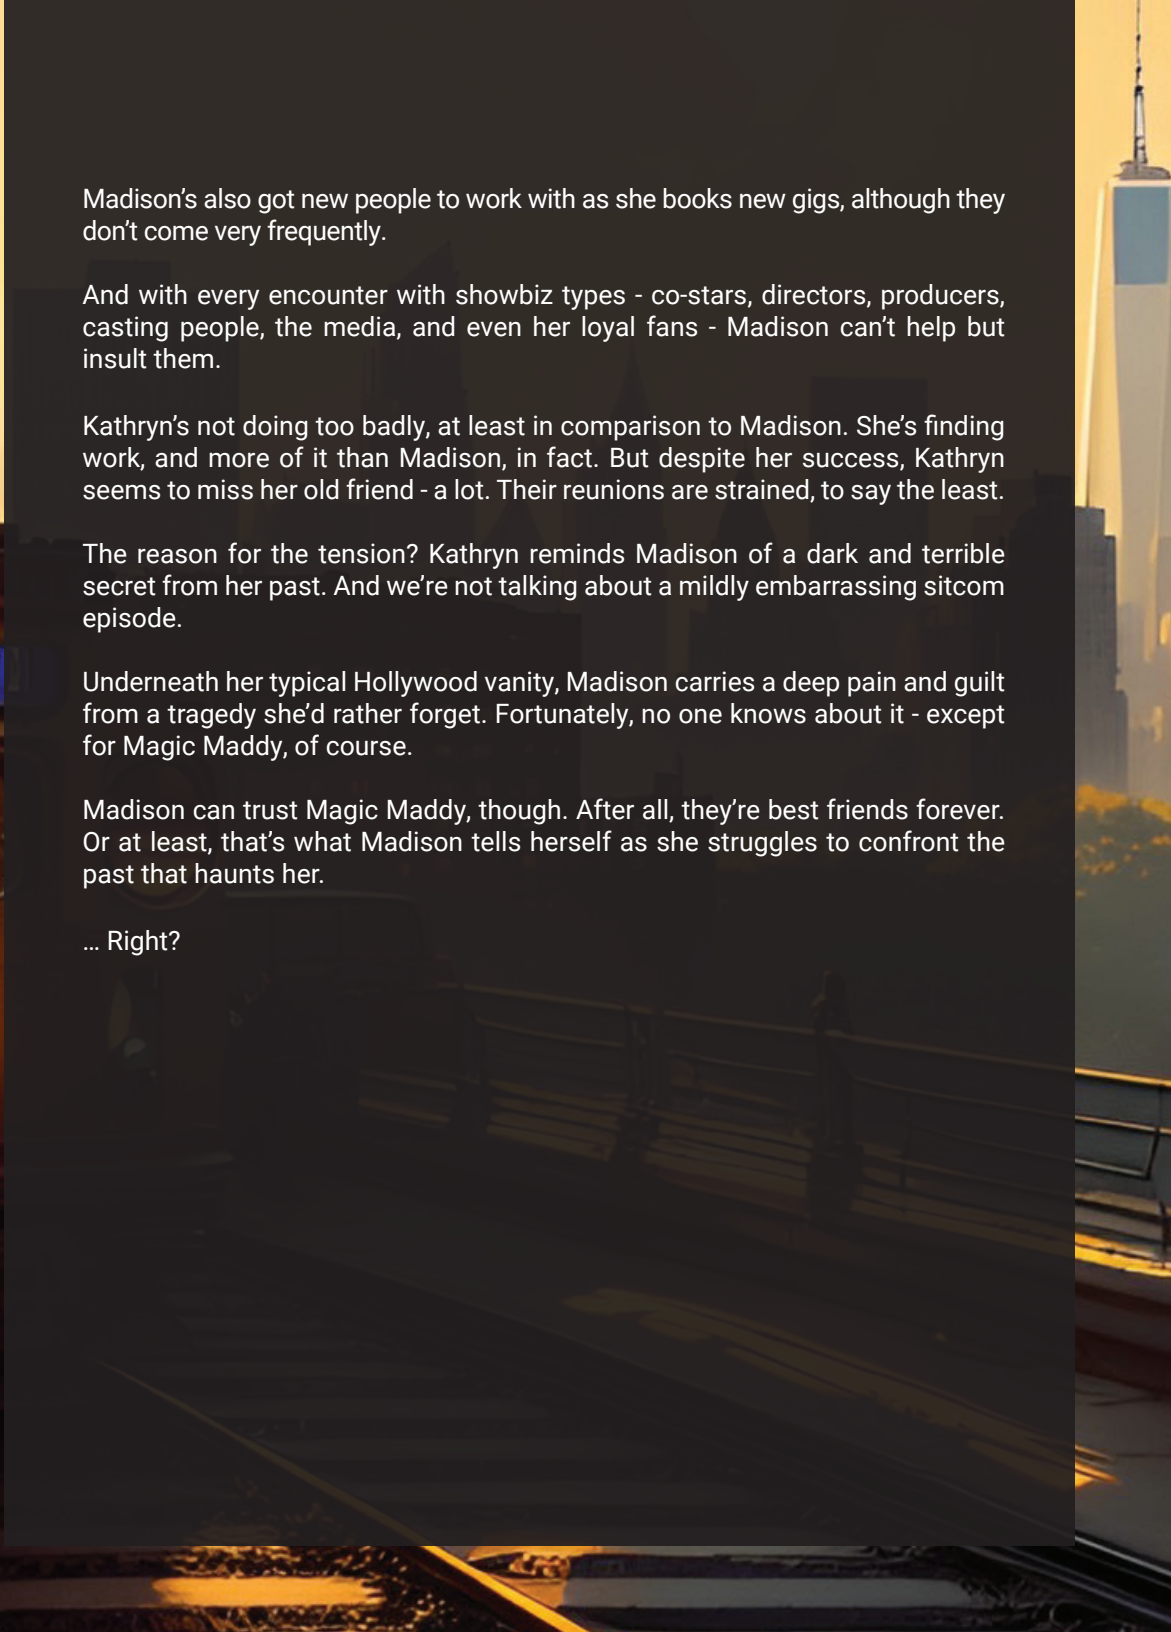 Madison’s also got new people to work with as she books new gigs, although they
don’t come very frequently.
And with every encounter with showbiz types - co-stars, directors, producers,
casting people, the media, and even her loyal fans - Madison can’t help but
insult them.
Kathryn’s not doing too badly, at least in comparison to Madison. She’s finding
work, and more of it than Madison, in fact. But despite her success, Kathryn
seems to miss her old friend - a lot. Their reunions are strained, to say the least.
The reason for the tension? Kathryn reminds Madison of a dark and terrible
secret from her past. And we’re not talking about a mildly embarrassing sitcom
episode.
Underneath her typical Hollywood vanity, Madison carries a deep pain and guilt
from a tragedy she’d rather forget. Fortunately, no one knows about it - except
for Magic Maddy, of course.
Madison can trust Magic Maddy, though. After all, they’re best friends forever.
Or at least, that’s what Madison tells herself as she struggles to confront the
past that haunts her.
... Right?